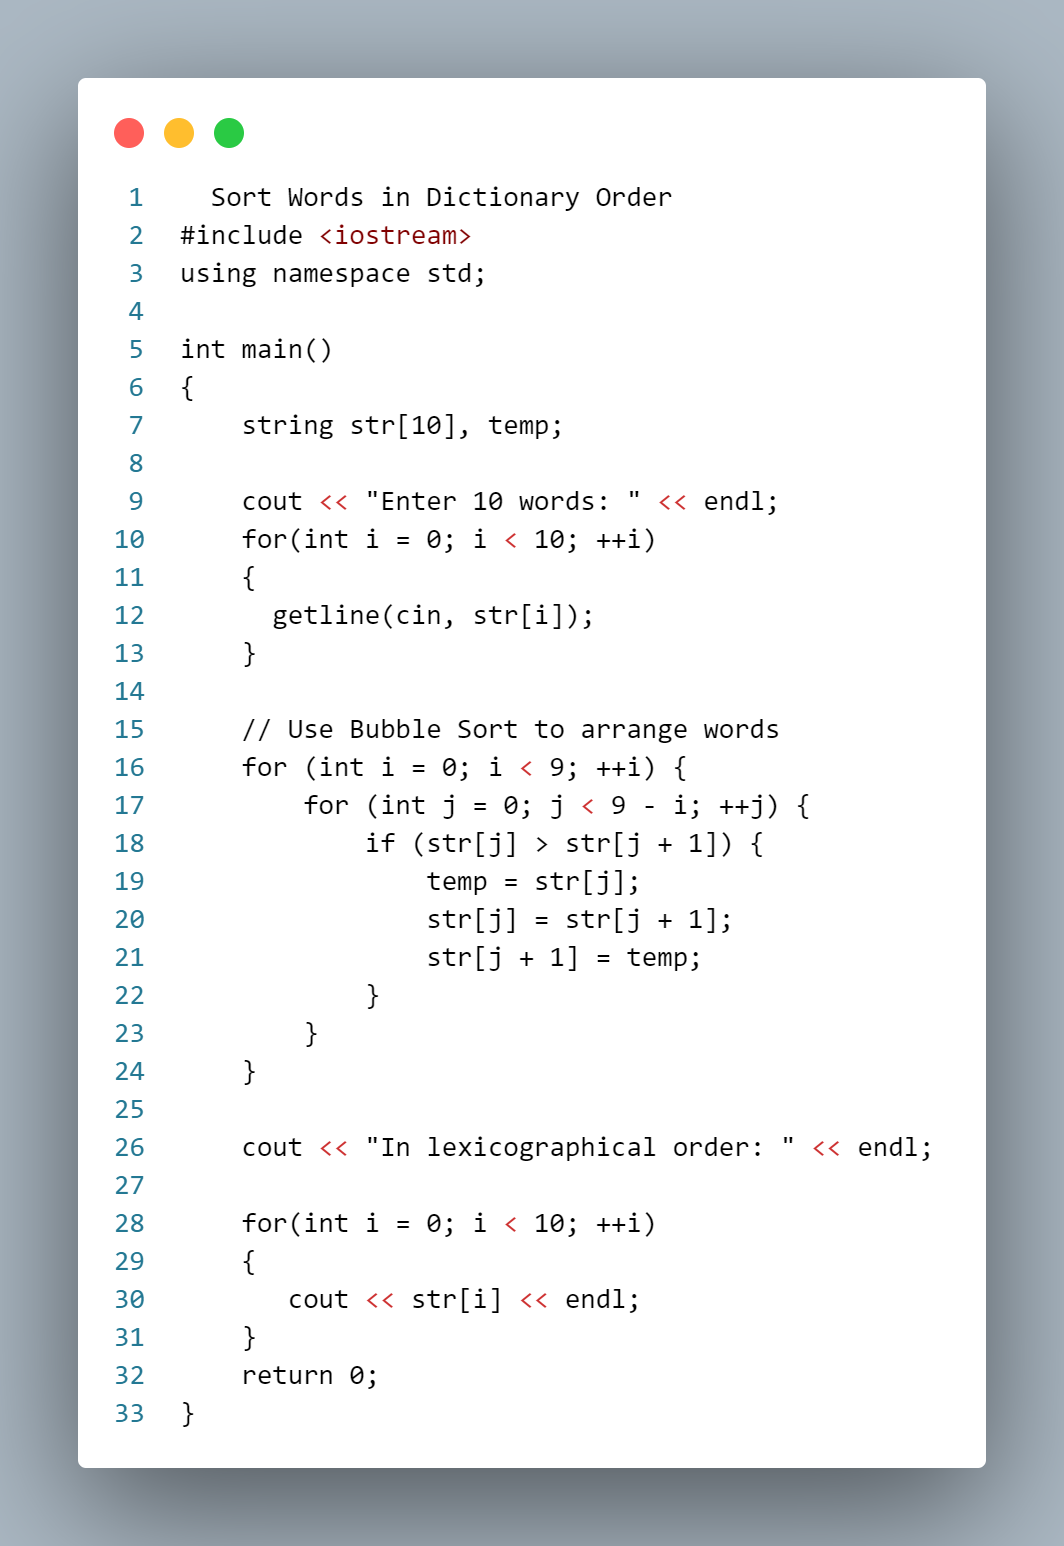 1 Sort Words in Dictionary Order
2 #include <iostream>
3 using namespace std;
4
5 int main()
6 {
7 string str[10], temp;
8
9 cout << "Enter 10 words: " << endl;
10 for(int i = 0; i < 10; ++i)
11 {
12 getline(cin, str[i]);
13 }
14
15 // Use Bubble Sort to arrange words
16 for (int i = 0; i < 9; ++i) {
17 for (int j = 0; j < 9 - i; ++j) {
18 if (str[j] > str[j + 1]) {
19 temp = str[j];
20 str[j] = str[j + 1];
21 str[j + 1] = temp;
22 }
23 }
24 }
25
26 cout << "In lexicographical order: " << endl;
27
28 for(int i = 0; i < 10; ++i)
29 {
30 cout << str[i] << endl;
31 }
32 return 0;
33 }